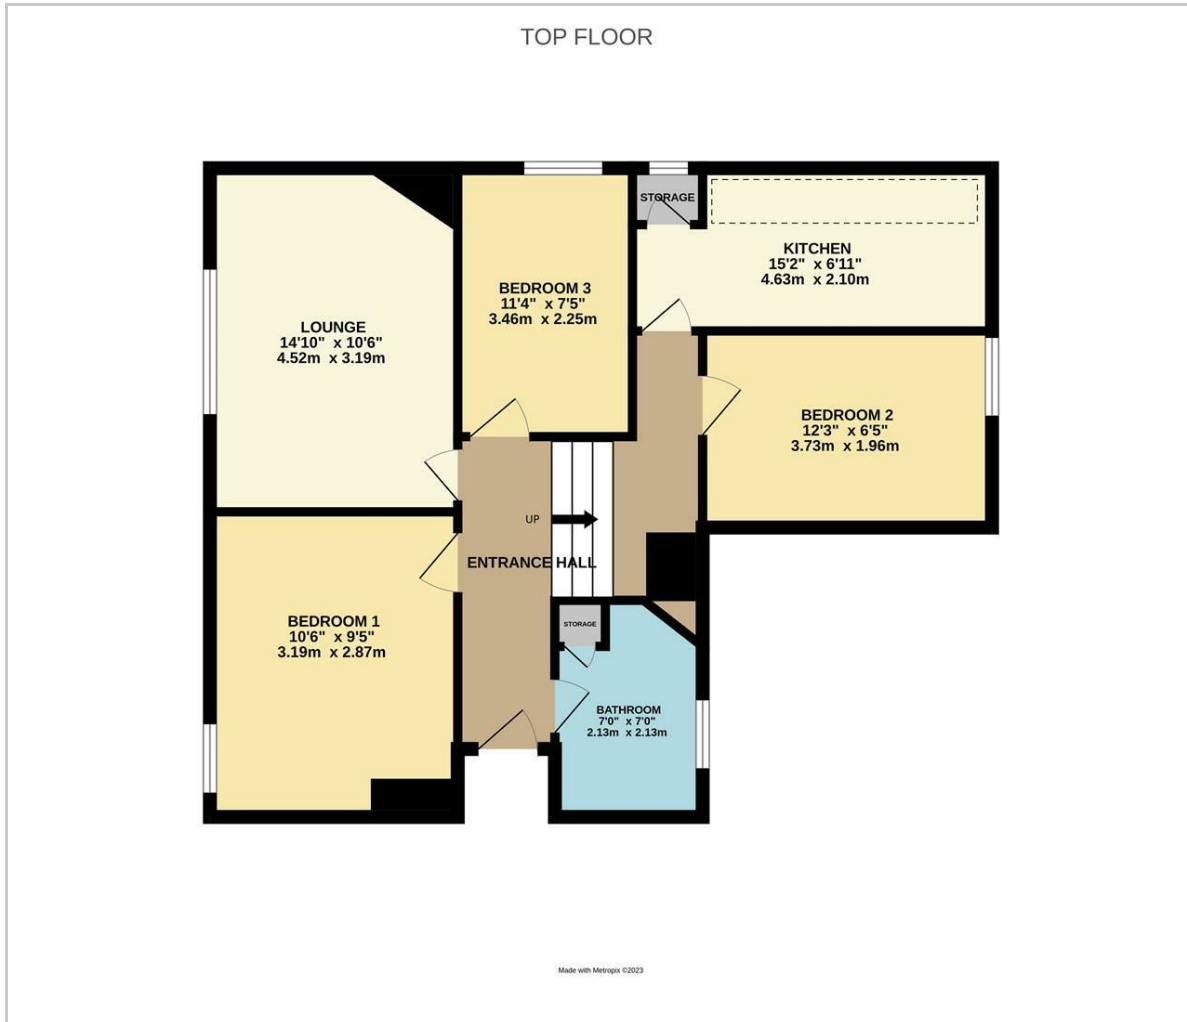 TOP FLOOR
STORAGE
KITCHEN
15'2" x 6'11"
4.63m x 2.10m
BEDROOM 3
11'4" x 7'5"
3.46m x 2.25m
LOUNGE
14'10" x 10'6"
4.52m x 3.19m
BEDROOM 2
12'3" x 6'5"
3.73m x 1.96m
UP
ENTRANCE HALL
BEDROOM 1
10'6" x 9'5"
3.19m x 2.87m
STORAGE
BATHROOM
7'0" x 7'0"
2.13m x 2.13m
Made with Metropix ©2023